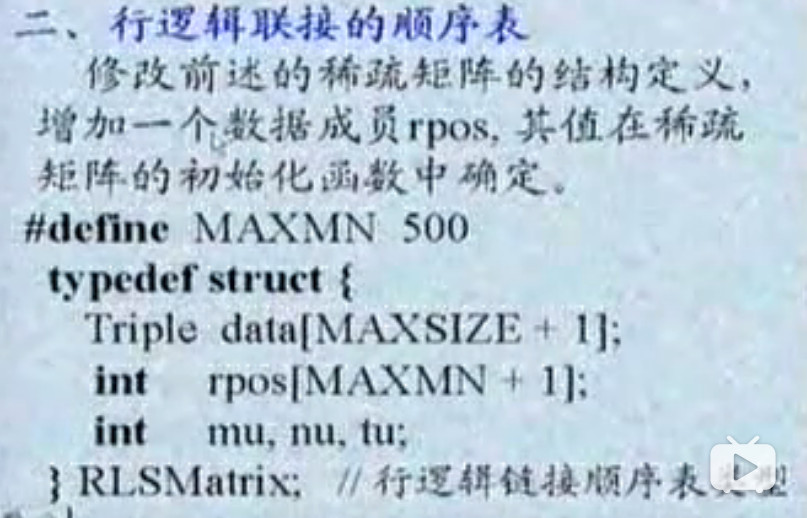 二、行逻辑联接的顺序表
修改前述的稀疏矩阵的结构定义,
增加一个数据成员rpos, 其值在稀疏
矩阵的初始化函数中确定。
#define MAXMN 500
typedef struct {
Triple data[MAXSIZE + 1];
int rpos[MAXMN + 1];
int mu, nu, tu;
} RLSMatrix; // 行逻辑链接顺序表类型